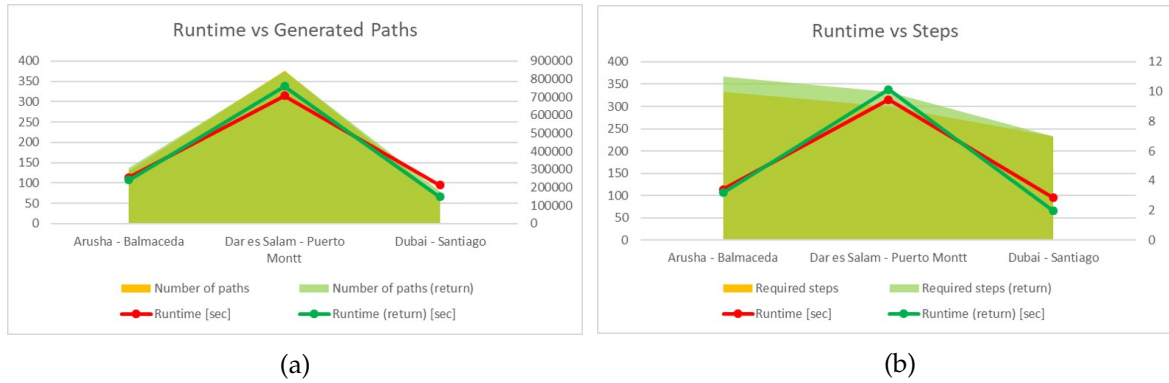 Runtime vs Generated Paths
400
350
300
250
200
150
100
50
0
900000
800000
700000
600000
500000
400000
300000
200000
100000
0
Arusha - Balmaceda
Dar es Salam - Puerto
Montt
Dubai - Santiago
Number of paths
Number of paths (return)
Runtime [sec]
Runtime (return) [sec]
(a)
Runtime vs Steps
400
350
300
250
200
150
100
50
0
12
10
8
6
4
2
0
Arusha - Balmaceda
Dar es Salam - Puerto Montt
Dubai - Santiago
Required steps
Required steps (return)
Runtime [sec]
Runtime (return) [sec]
(b)